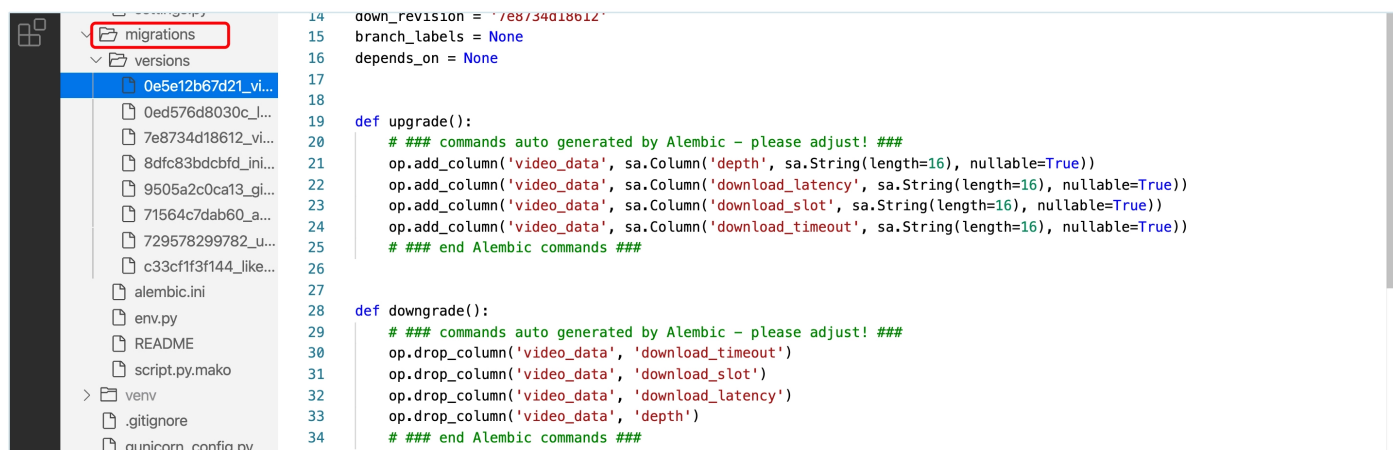 migrations
versions
0e5e12b67d21_vi...
0ed576d8030c_l...
7e8734d18612_vi...
8dfc83bdcbfd_ini...
9505a2c0ca13_gi...
71564c7dab60_a...
729578299782_u...
c33cf1f3f144_like...
alembic.ini
env.py
README
script.py.mako
venv
.gitignore
gunicorn_config.py
14 down_revision = '7e8734d18612'
15 branch_labels = None
16 depends_on = None
17
18
19 def upgrade():
20 # ### commands auto generated by Alembic - please adjust! ###
21 op.add_column('video_data', sa.Column('depth', sa.String(length=16), nullable=True))
22 op.add_column('video_data', sa.Column('download_latency', sa.String(length=16), nullable=True))
23 op.add_column('video_data', sa.Column('download_slot', sa.String(length=16), nullable=True))
24 op.add_column('video_data', sa.Column('download_timeout', sa.String(length=16), nullable=True))
25 # ### end Alembic commands ###
26
27
28 def downgrade():
29 # ### commands auto generated by Alembic - please adjust! ###
30 op.drop_column('video_data', 'download_timeout')
31 op.drop_column('video_data', 'download_slot')
32 op.drop_column('video_data', 'download_latency')
33 op.drop_column('video_data', 'depth')
34 # ### end Alembic commands ###